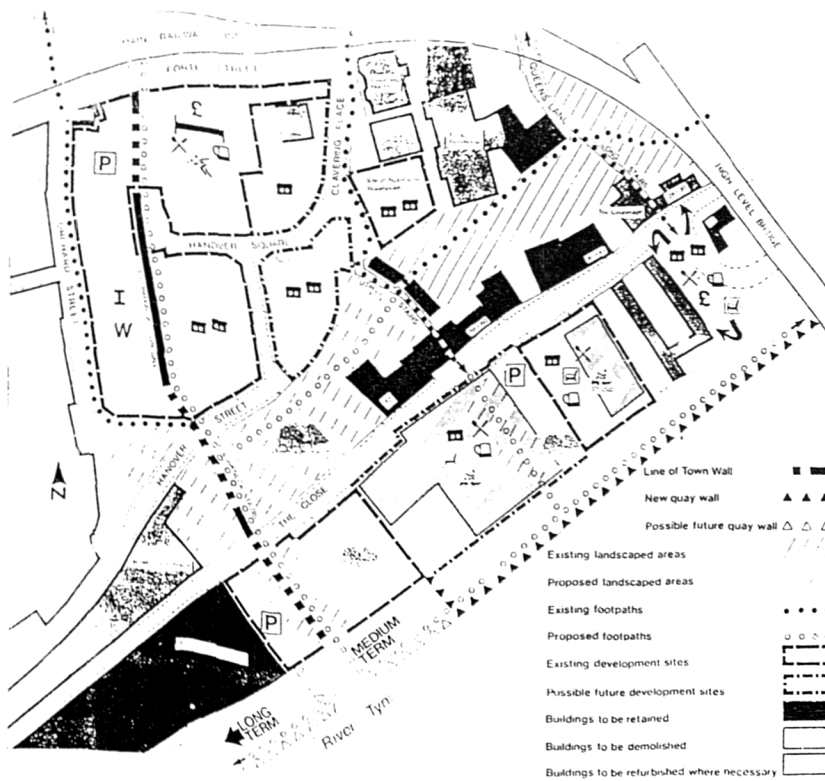 MAIN RAILWAY
FORTH STREET
QUEENS LANE
CLAVERING PLACE
HIGH LEVEL BRIDGE
P
£
ORCHARD STREET
HANOVER SQUARE
I
W
£
P
HANOVER STREET
N
THE CLOSE
P
MEDIUM
TERM
LONG
TERM
River Tyne
Line of Town Wall
New quay wall
Possible future quay wall
Existing landscaped areas
Proposed landscaped areas
Existing footpaths
Proposed footpaths
Existing development sites
Possible future development sites
Buildings to be retained
Buildings to be demolished
Buildings to be refurbished where necessary